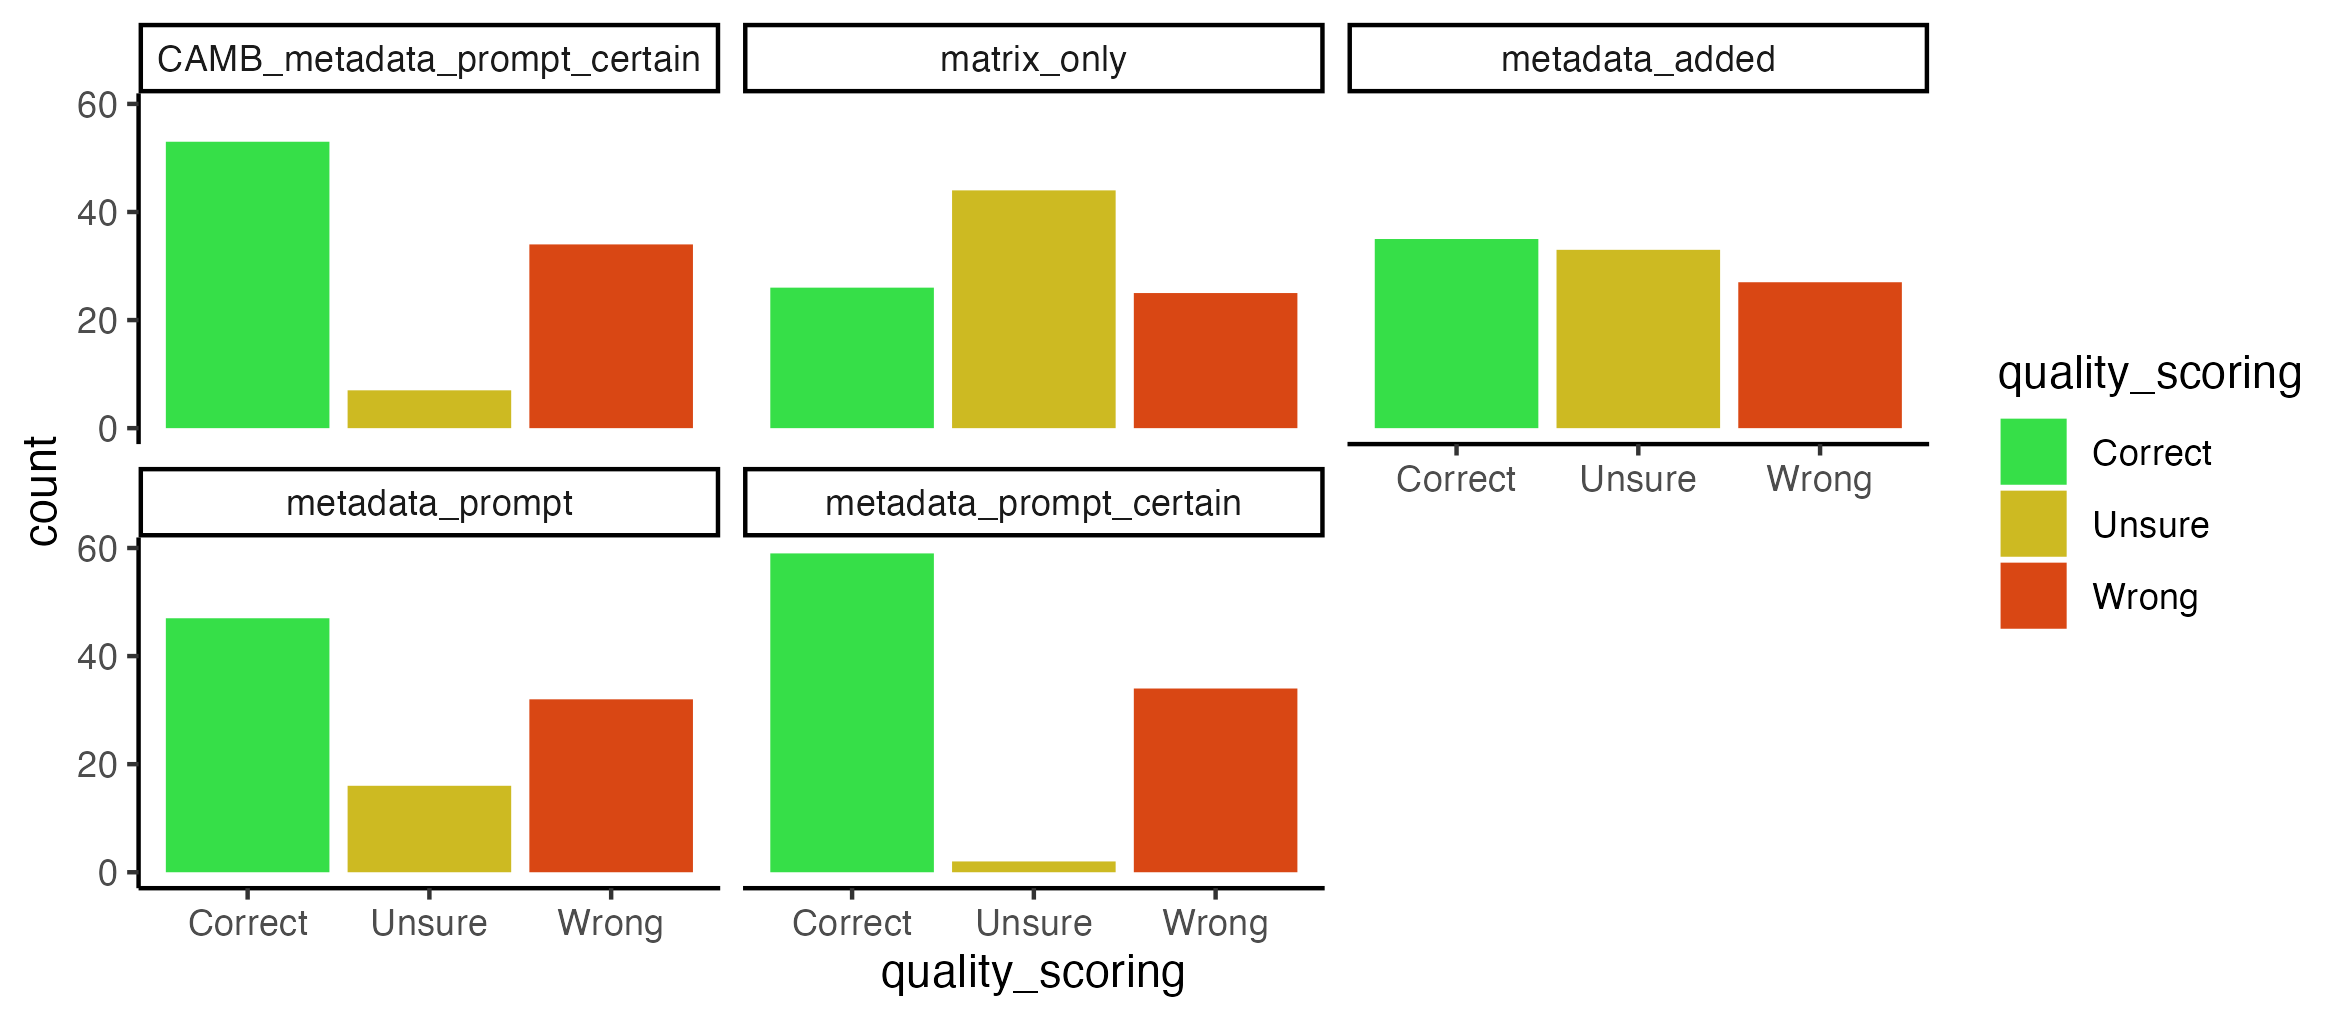 CAMB_metadata_prompt_certain
matrix_only
metadata_added
60
40
20
0
Correct
Unsure
Wrong
count
metadata_prompt
metadata_prompt_certain
60
40
20
0
Correct
Unsure
Wrong
Correct
Unsure
Wrong
quality_scoring
quality_scoring
Correct
Unsure
Wrong